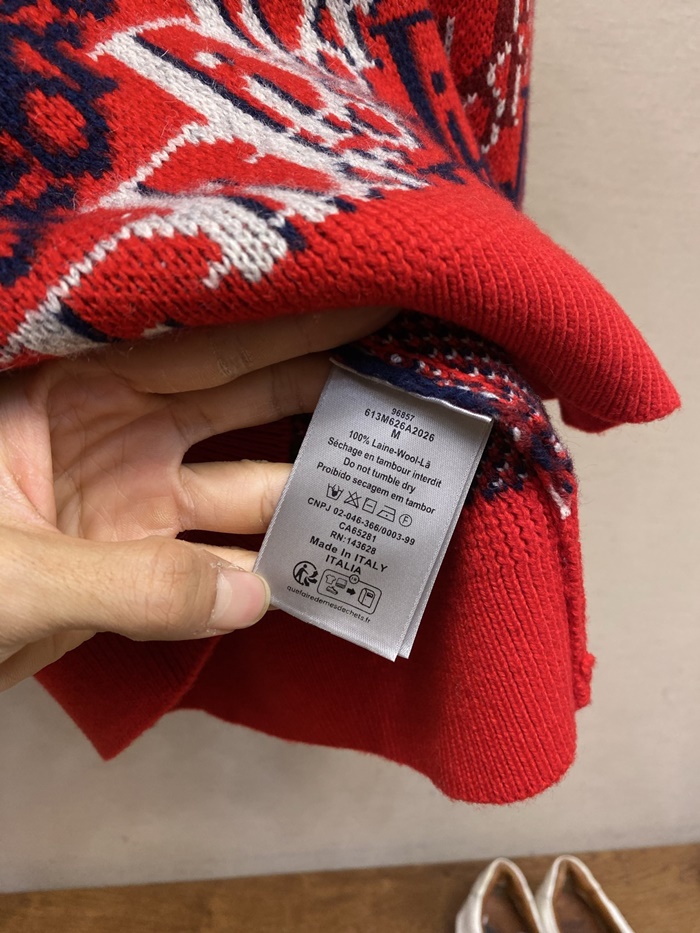 96857
613M626A2026
M
100% Laine-Wool-Lã
Séchage en tambour interdit
Do not tumble dry
Proibido secagem em tambor
CNPJ 02-046-366/0003-99
CA65281
RN:143628
Made In ITALY
ITALIA
quefairedemesdechets.fr